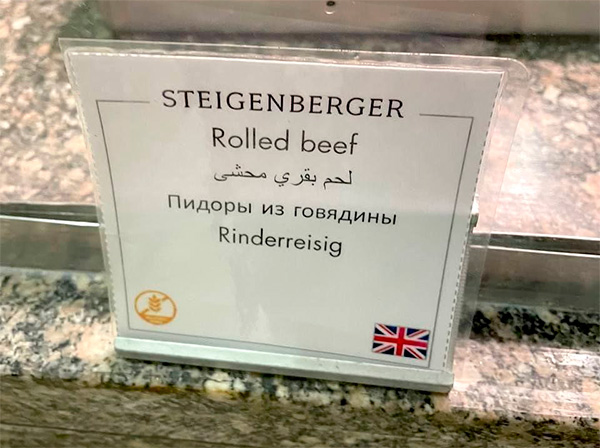 STEIGENBERGER
Rolled beef
لحم بقري محشى
Пидоры из говядины
Rinderreisig